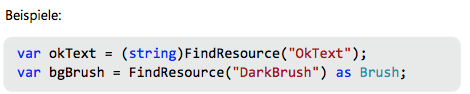 Beispiele:
var okText = (string)FindResource("OkText");
var bgBrush = FindResource("DarkBrush") as Brush;